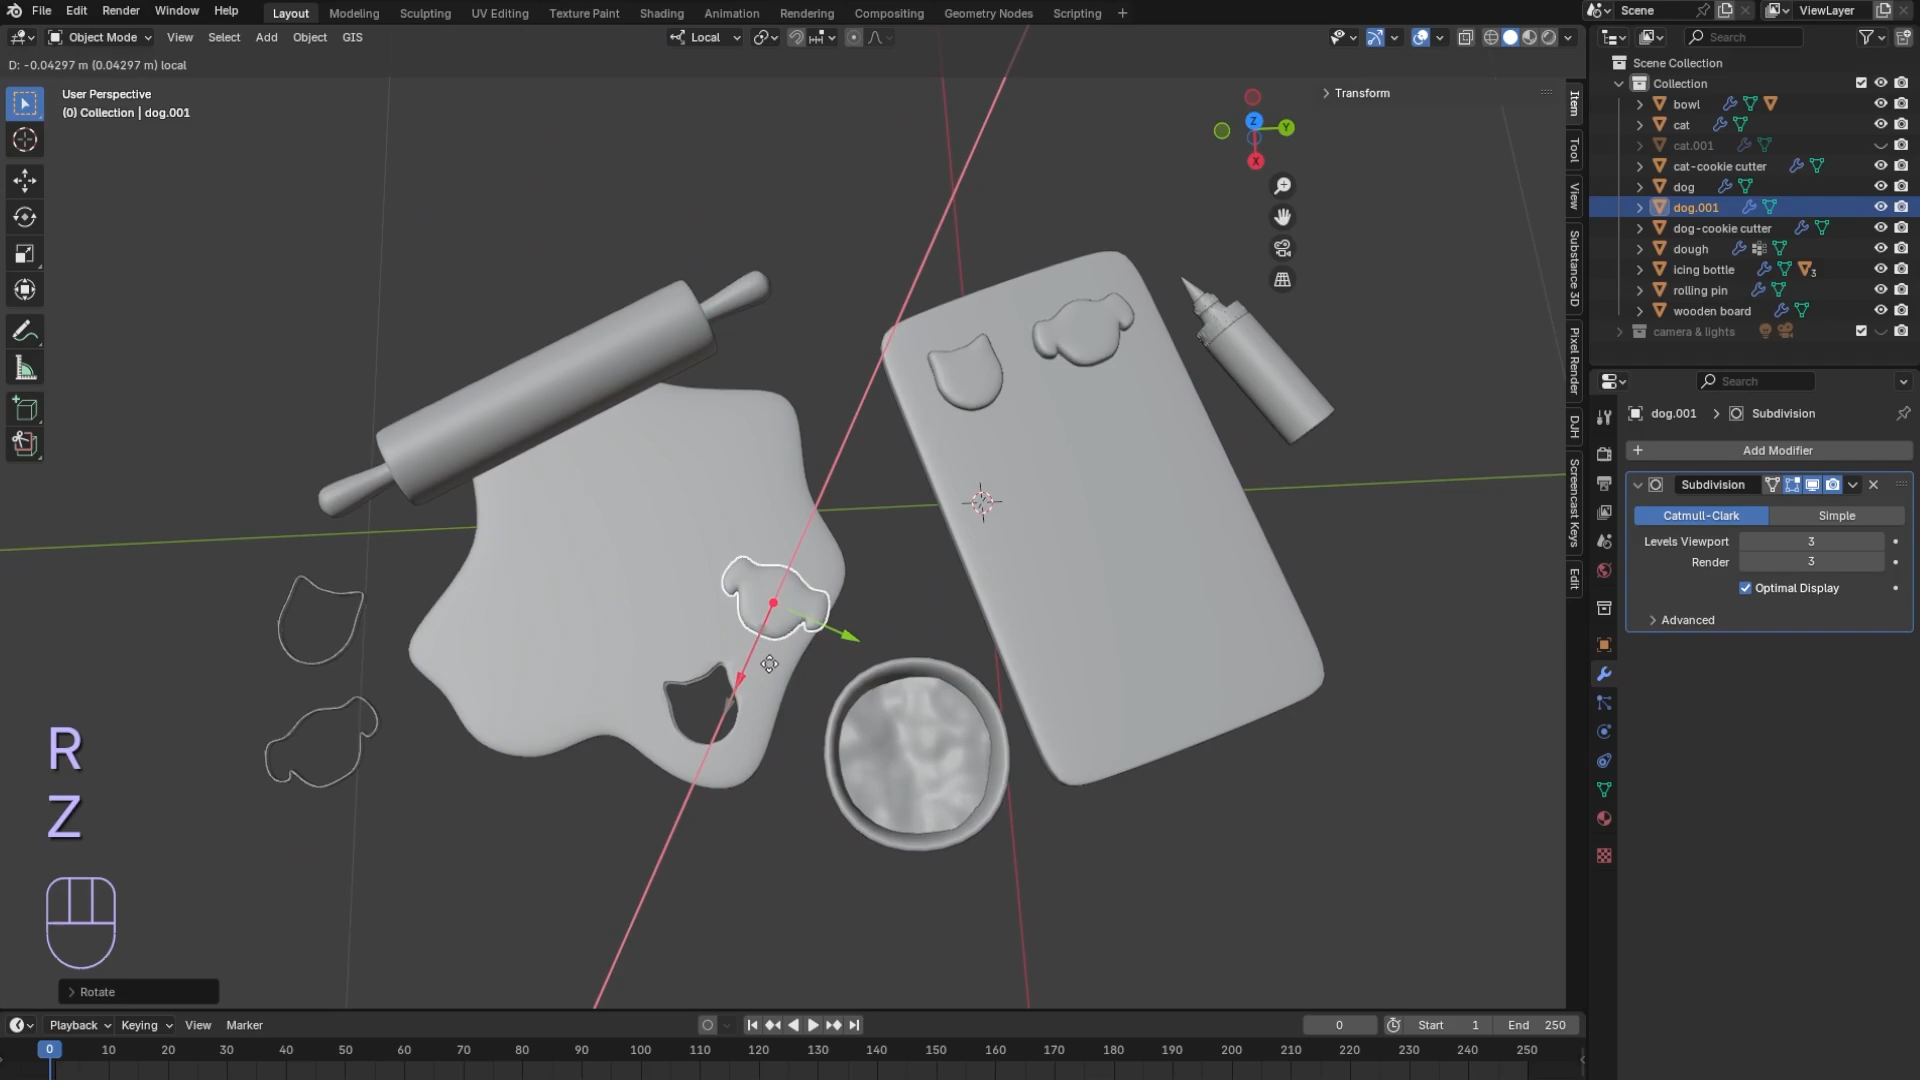 File Edit Render Window Help
Layout Modeling Sculpting UV Editing Texture Paint Shading Animation Rendering Compositing Geometry Nodes Scripting +
Scene ViewLayer
Object Mode View Select Add Object GIS
Local
Search
D: -0.04297 m (0.04297 m) local
User Perspective
(0) Collection | dog.001
Transform
Z
Y
X
Item
Tool
View
Substance 3D
Pixel Render
DJH
Screencast Keys
Edit
Scene Collection
Collection
bowl
cat
cat.001
cat-cookie cutter
dog
dog.001
dog-cookie cutter
dough
icing bottle 3
rolling pin
wooden board
camera & lights
Search
dog.001 > Subdivision
+ Add Modifier
Subdivision
Catmull-Clark Simple
Levels Viewport 3
Render 3
Optimal Display
Advanced
R
Z
Rotate
Playback Keying View Marker
0 Start 1 End 250
0 10 20 30 40 50 60 70 80 90 100 110 120 130 140 150 160 170 180 190 200 210 220 230 240 250